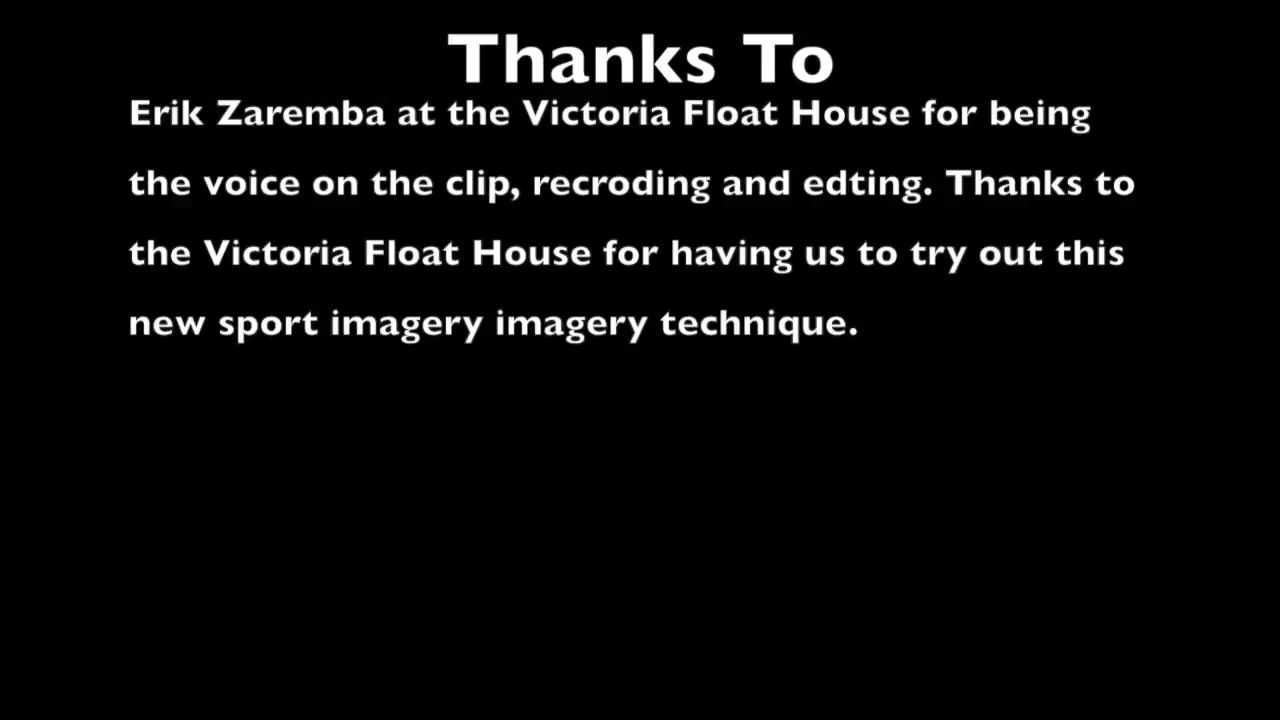 Thanks To
Erik Zaremba at the Victoria Float House for being
the voice on the clip, recroding and edting. Thanks to
the Victoria Float House for having us to try out this
new sport imagery imagery technique.